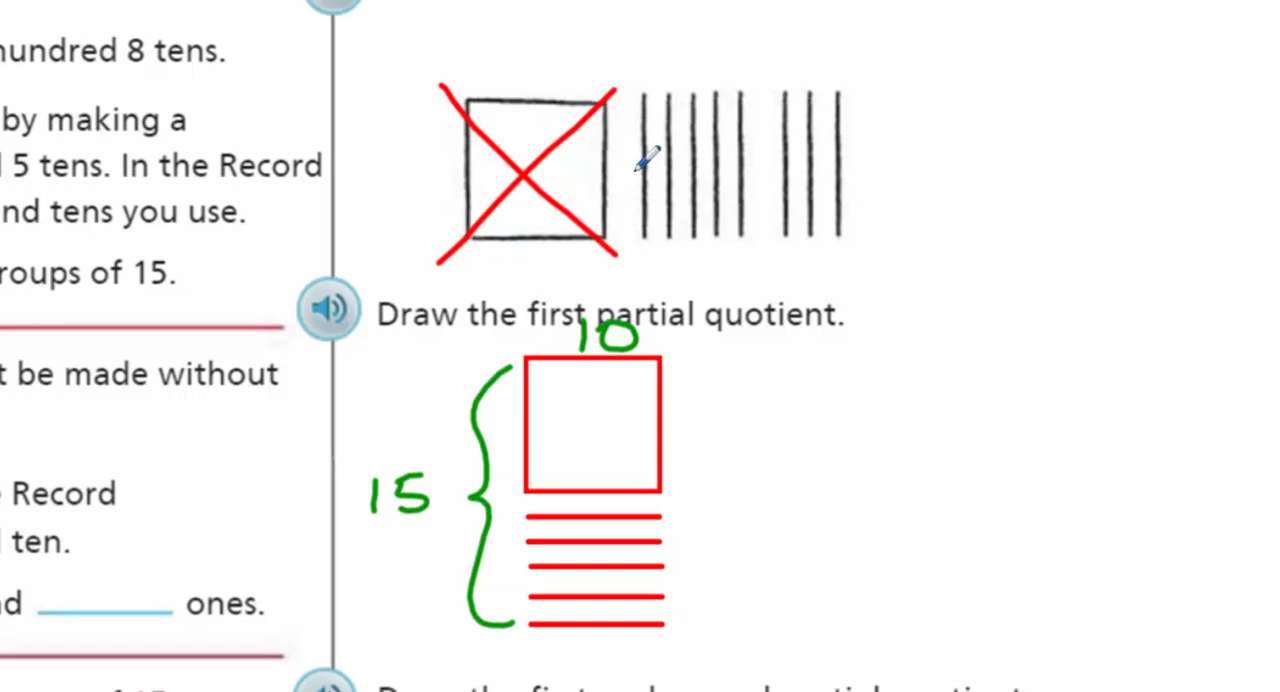 hundred 8 tens.
by making a
5 tens. In the Record
nd tens you use.
roups of 15.
t be made without
Record
ten.
d ________ ones.
Draw the first partial quotient.
10
15